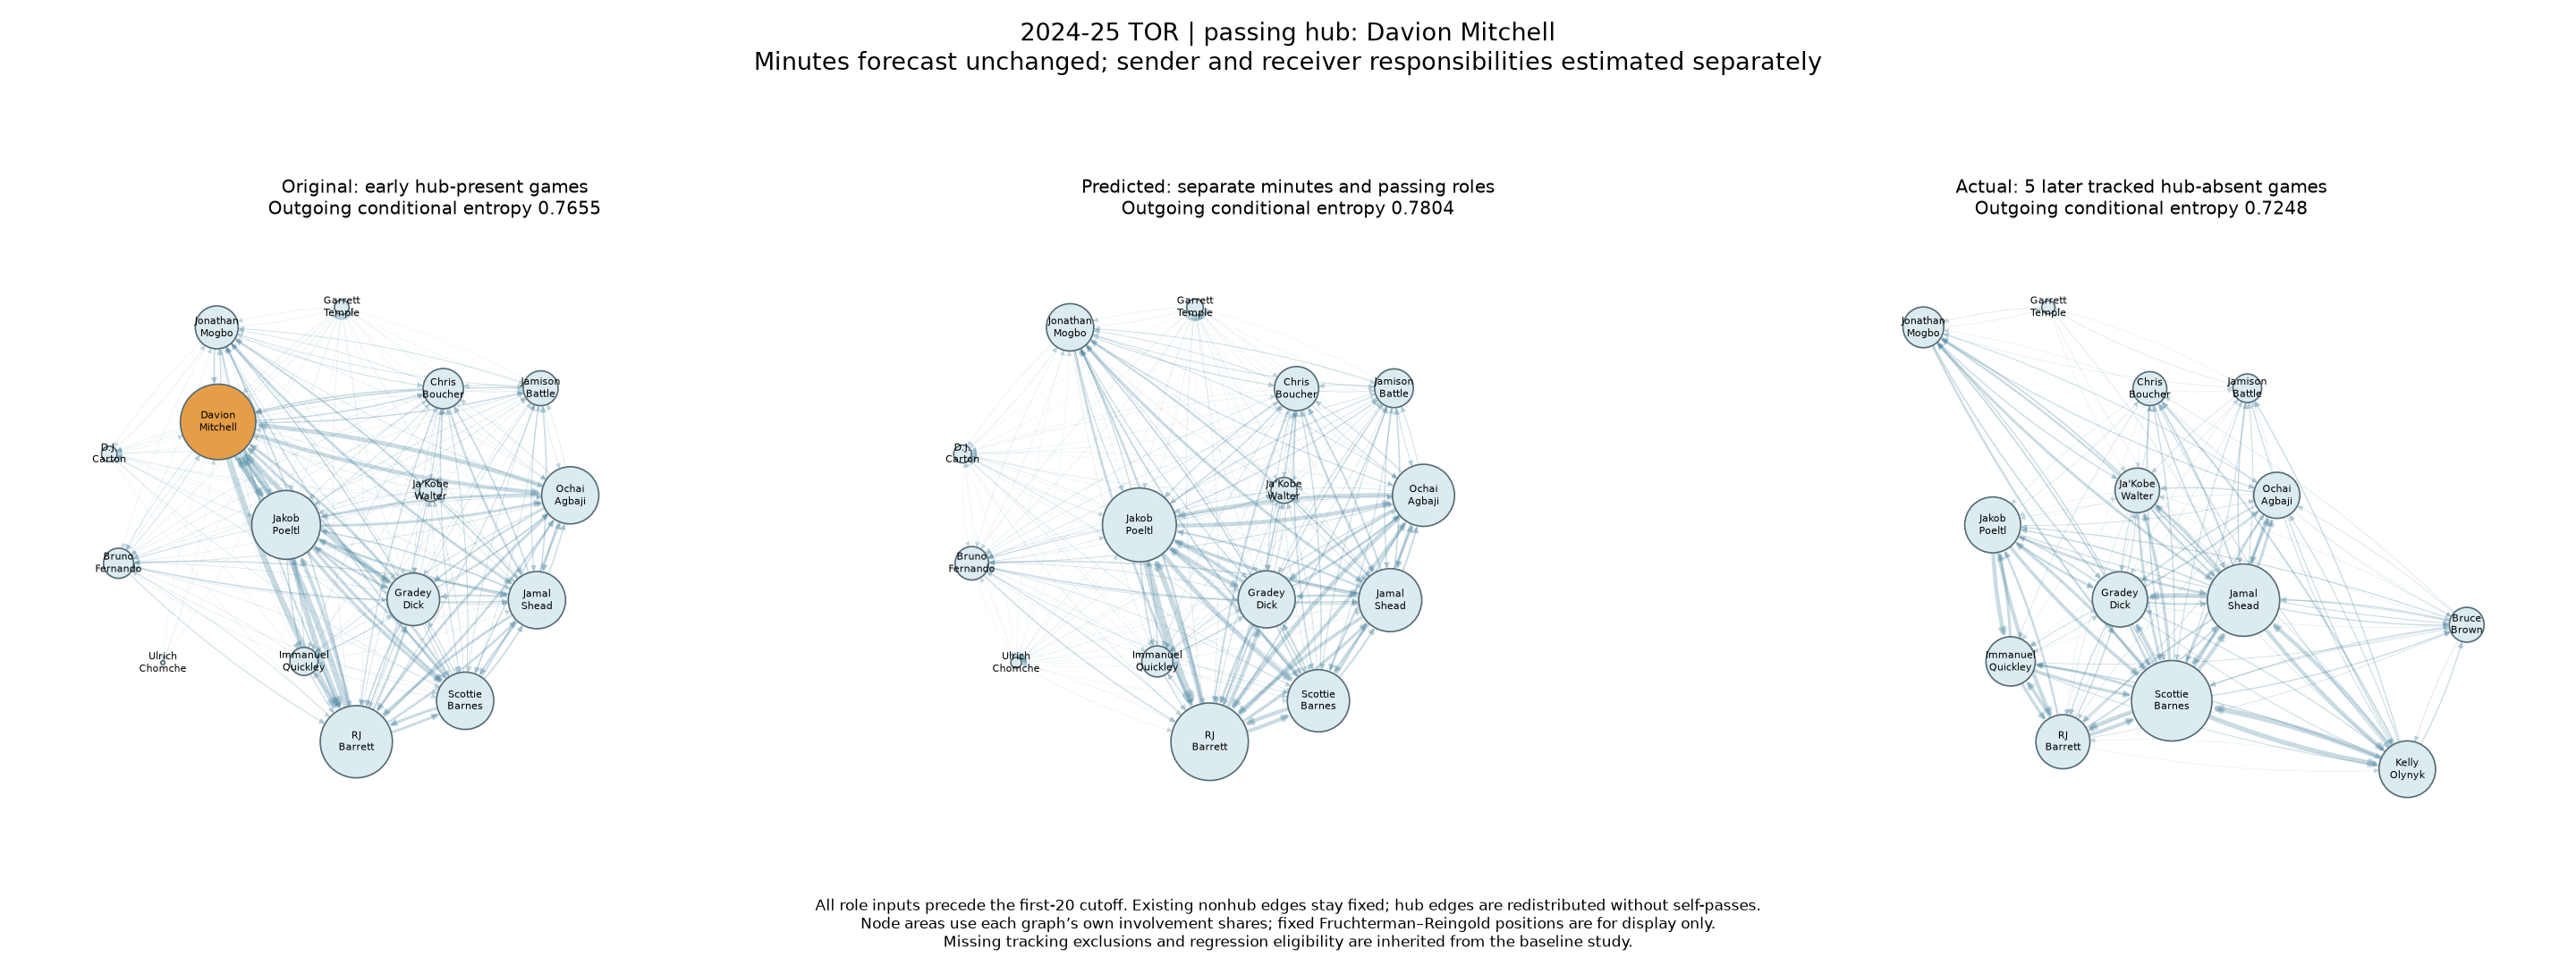 2024-25 TOR | passing hub: Davion Mitchell
Minutes forecast unchanged; sender and receiver responsibilities estimated separately
Original: early hub-present games
Outgoing conditional entropy 0.7655
Garrett
Temple
Jonathan
Mogbo
Chris
Boucher
Jamison
Battle
Davion
Mitchell
D.J.
Carton
Ja'Kobe
Walter
Ochai
Agbaji
Jakob
Poeltl
Bruno
Fernando
Gradey
Dick
Jamal
Shead
Ulrich
Chomche
Immanuel
Quickley
Scottie
Barnes
RJ
Barrett
Predicted: separate minutes and passing roles
Outgoing conditional entropy 0.7804
Garrett
Temple
Jonathan
Mogbo
Chris
Boucher
Jamison
Battle
D.J.
Carton
Ja'Kobe
Walter
Ochai
Agbaji
Jakob
Poeltl
Bruno
Fernando
Gradey
Dick
Jamal
Shead
Ulrich
Chomche
Immanuel
Quickley
Scottie
Barnes
RJ
Barrett
Actual: 5 later tracked hub-absent games
Outgoing conditional entropy 0.7248
Garrett
Temple
Jonathan
Mogbo
Chris
Boucher
Jamison
Battle
Ja'Kobe
Walter
Ochai
Agbaji
Jakob
Poeltl
Gradey
Dick
Jamal
Shead
Bruce
Brown
Immanuel
Quickley
Scottie
Barnes
RJ
Barrett
Kelly
Olynyk
All role inputs precede the first-20 cutoff. Existing nonhub edges stay fixed; hub edges are redistributed without self-passes.
Node areas use each graph’s own involvement shares; fixed Fruchterman–Reingold positions are for display only.
Missing tracking exclusions and regression eligibility are inherited from the baseline study.